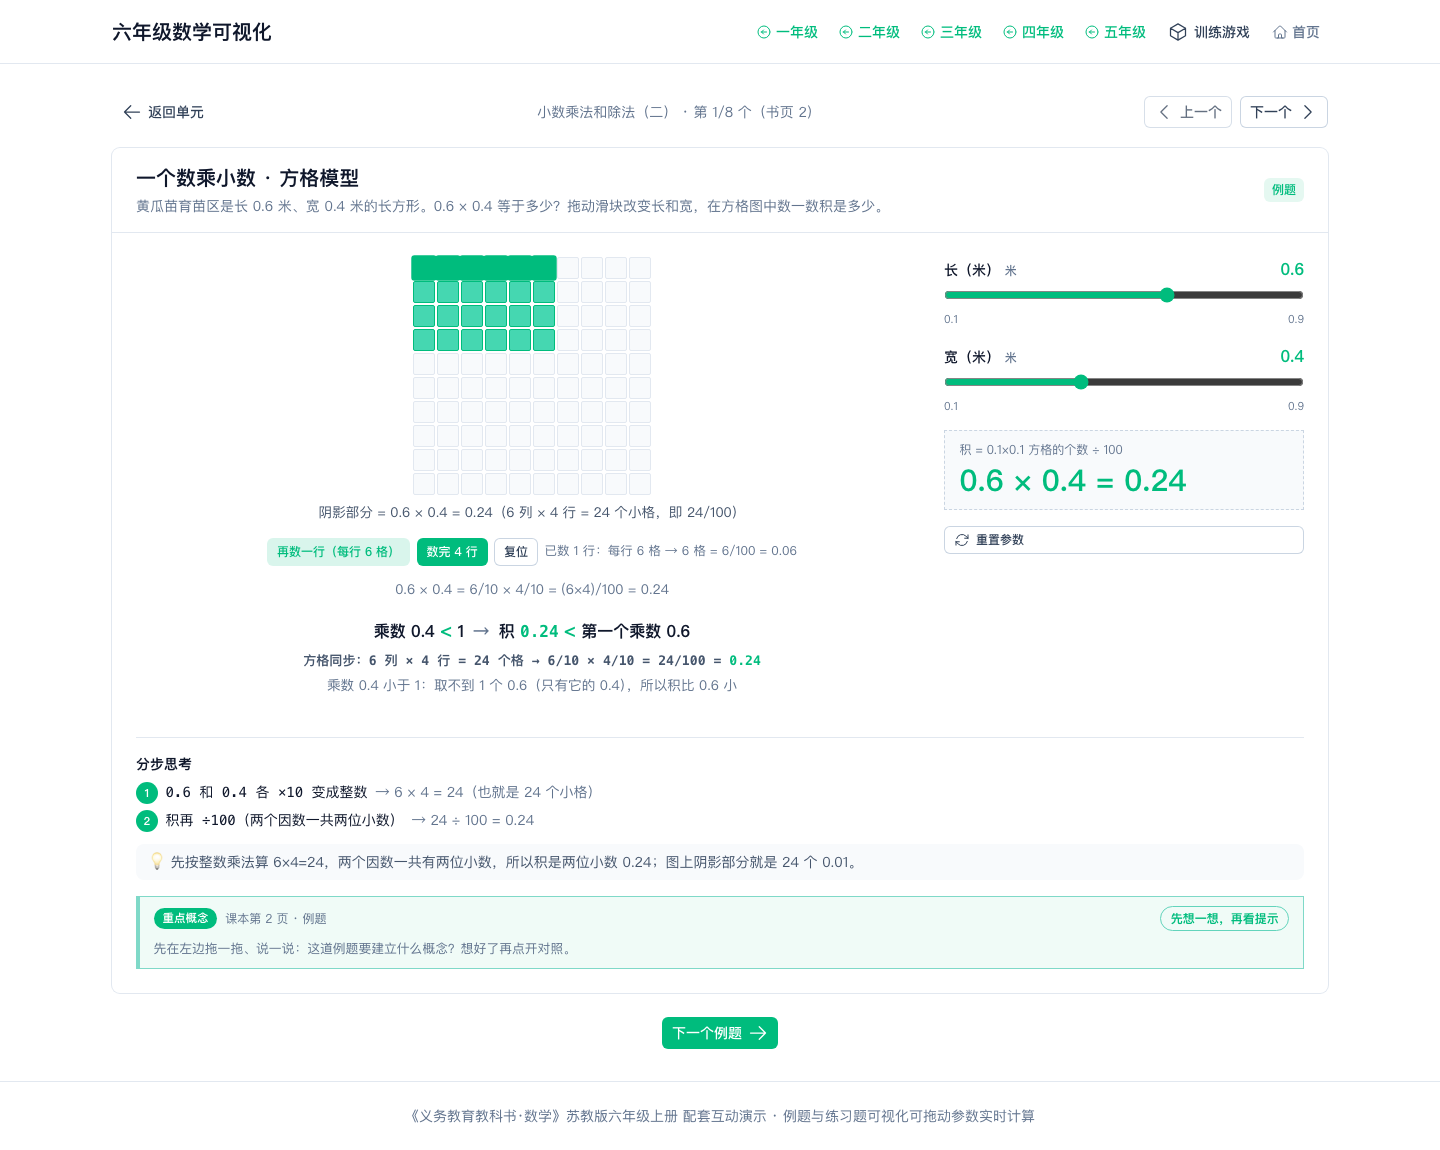 六年级数学可视化
一年级 二年级 三年级 四年级 五年级 训练游戏 首页
返回单元
小数乘法和除法（二） · 第 1/8 个（书页 2）
上一个 下一个
一个数乘小数 · 方格模型
黄瓜苗育苗区是长 0.6 米、宽 0.4 米的长方形。0.6 × 0.4 等于多少？拖动滑块改变长和宽，在方格图中数一数积是多少。
例题
阴影部分 = 0.6 × 0.4 = 0.24（6 列 × 4 行 = 24 个小格，即 24/100）
再数一行（每行 6 格） 数完 4 行 复位 已数 1 行：每行 6 格 → 6 格 = 6/100 = 0.06
0.6 × 0.4 = 6/10 × 4/10 = (6×4)/100 = 0.24
乘数 0.4 < 1 → 积 0.24 < 第一个乘数 0.6
方格同步：6 列 × 4 行 = 24 个格 → 6/10 × 4/10 = 24/100 = 0.24
乘数 0.4 小于 1：取不到 1 个 0.6（只有它的 0.4），所以积比 0.6 小
长（米） 米 0.6
0.1 0.9
宽（米） 米 0.4
0.1 0.9
积 = 0.1×0.1 方格的个数 ÷ 100
0.6 × 0.4 = 0.24
重置参数
分步思考
1 0.6 和 0.4 各 ×10 变成整数 → 6 × 4 = 24（也就是 24 个小格）
2 积再 ÷100（两个因数一共两位小数） → 24 ÷ 100 = 0.24
先按整数乘法算 6×4=24，两个因数一共有两位小数，所以积是两位小数 0.24；图上阴影部分就是 24 个 0.01。
重点概念 课本第 2 页 · 例题
先想一想，再看提示
先在左边拖一拖、说一说：这道例题要建立什么概念？想好了再点开对照。
下一个例题
《义务教育教科书·数学》苏教版六年级上册 配套互动演示 · 例题与练习题可视化可拖动参数实时计算